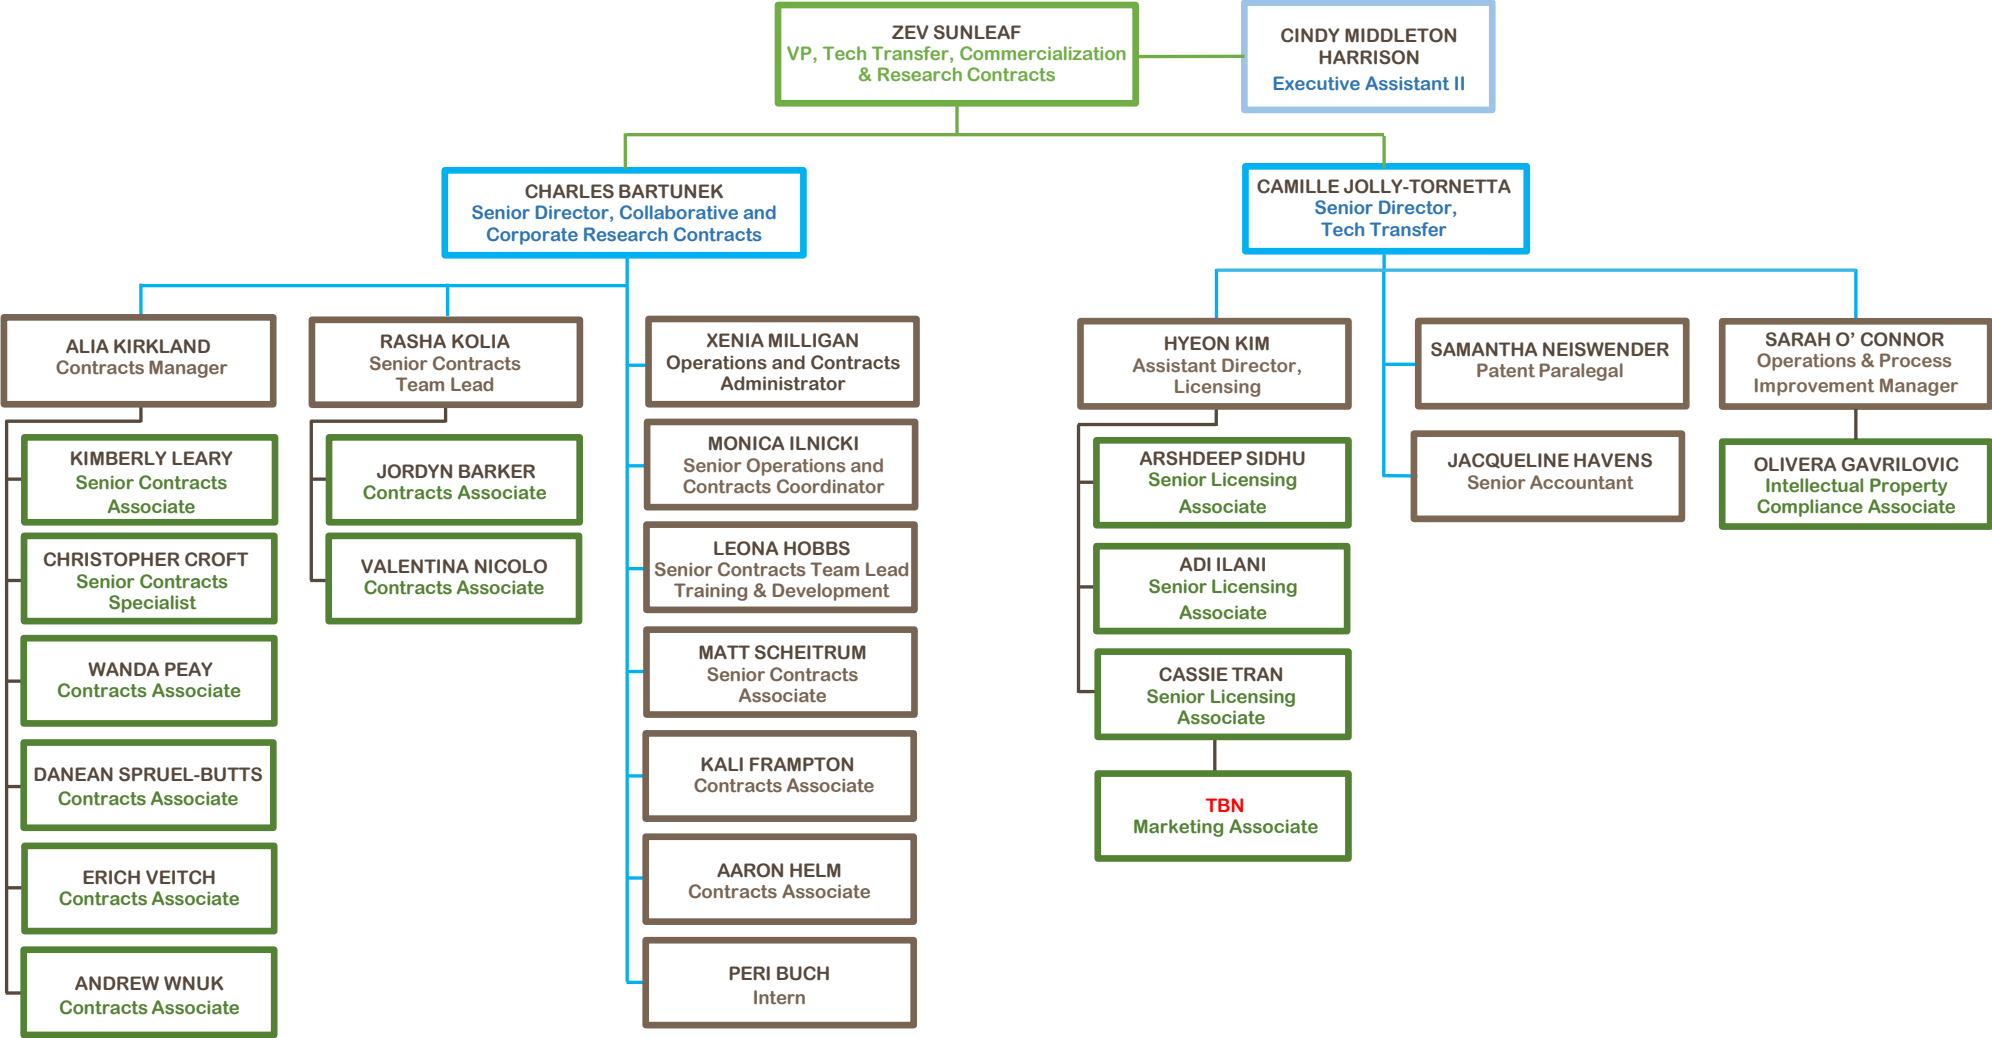 ZEV SUNLEAF
VP, Tech Transfer, Commercialization
& Research Contracts
CINDY MIDDLETON
HARRISON
Executive Assistant II
CHARLES BARTUNEK
Senior Director, Collaborative and
Corporate Research Contracts
CAMILLE JOLLY-TORNETTA
Senior Director,
Tech Transfer
ALIA KIRKLAND
Contracts Manager
KIMBERLY LEARY
Senior Contracts
Associate
CHRISTOPHER CROFT
Senior Contracts
Specialist
WANDA PEAY
Contracts Associate
DANEAN SPRUEL-BUTTS
Contracts Associate
ERICH VEITCH
Contracts Associate
ANDREW WNUK
Contracts Associate
RASHA KOLIA
Senior Contracts
Team Lead
JORDYN BARKER
Contracts Associate
VALENTINA NICOLO
Contracts Associate
XENIA MILLIGAN
Operations and Contracts
Administrator
MONICA ILNICKI
Senior Operations and
Contracts Coordinator
LEONA HOBBS
Senior Contracts Team Lead
Training & Development
MATT SCHEITRUM
Senior Contracts
Associate
KALI FRAMPTON
Contracts Associate
AARON HELM
Contracts Associate
PERI BUCH
Intern
HYEON KIM
Assistant Director,
Licensing
ARSHDEEP SIDHU
Senior Licensing
Associate
ADI ILANI
Senior Licensing
Associate
CASSIE TRAN
Senior Licensing
Associate
TBN
Marketing Associate
SAMANTHA NEISWENDER
Patent Paralegal
JACQUELINE HAVENS
Senior Accountant
SARAH O' CONNOR
Operations & Process
Improvement Manager
OLIVERA GAVRILOVIC
Intellectual Property
Compliance Associate